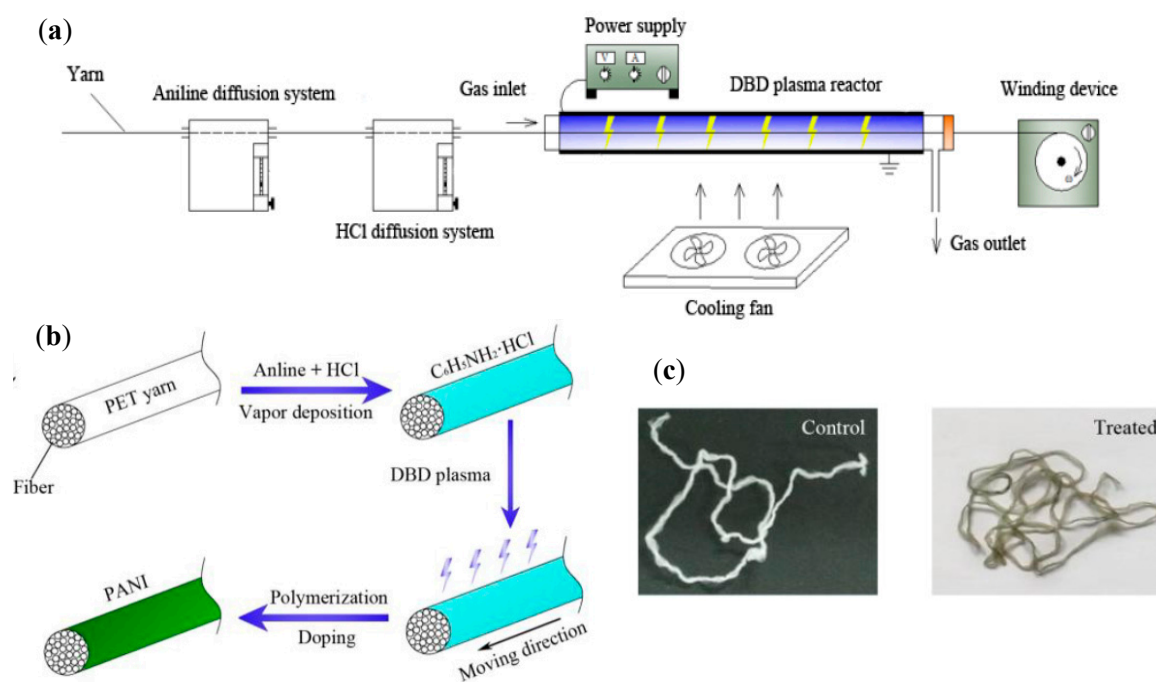 (a)
Power supply
V A
Yarn
Aniline diffusion system
Gas inlet
DBD plasma reactor
Winding device
HCl diffusion system
Gas outlet
Cooling fan
(b)
PET yarn
Fiber
Anline + HCl
Vapor deposition
C₆H₅NH₂·HCl
DBD plasma
PANI
Polymerization
Doping
Moving direction
(c)
Control
Treated